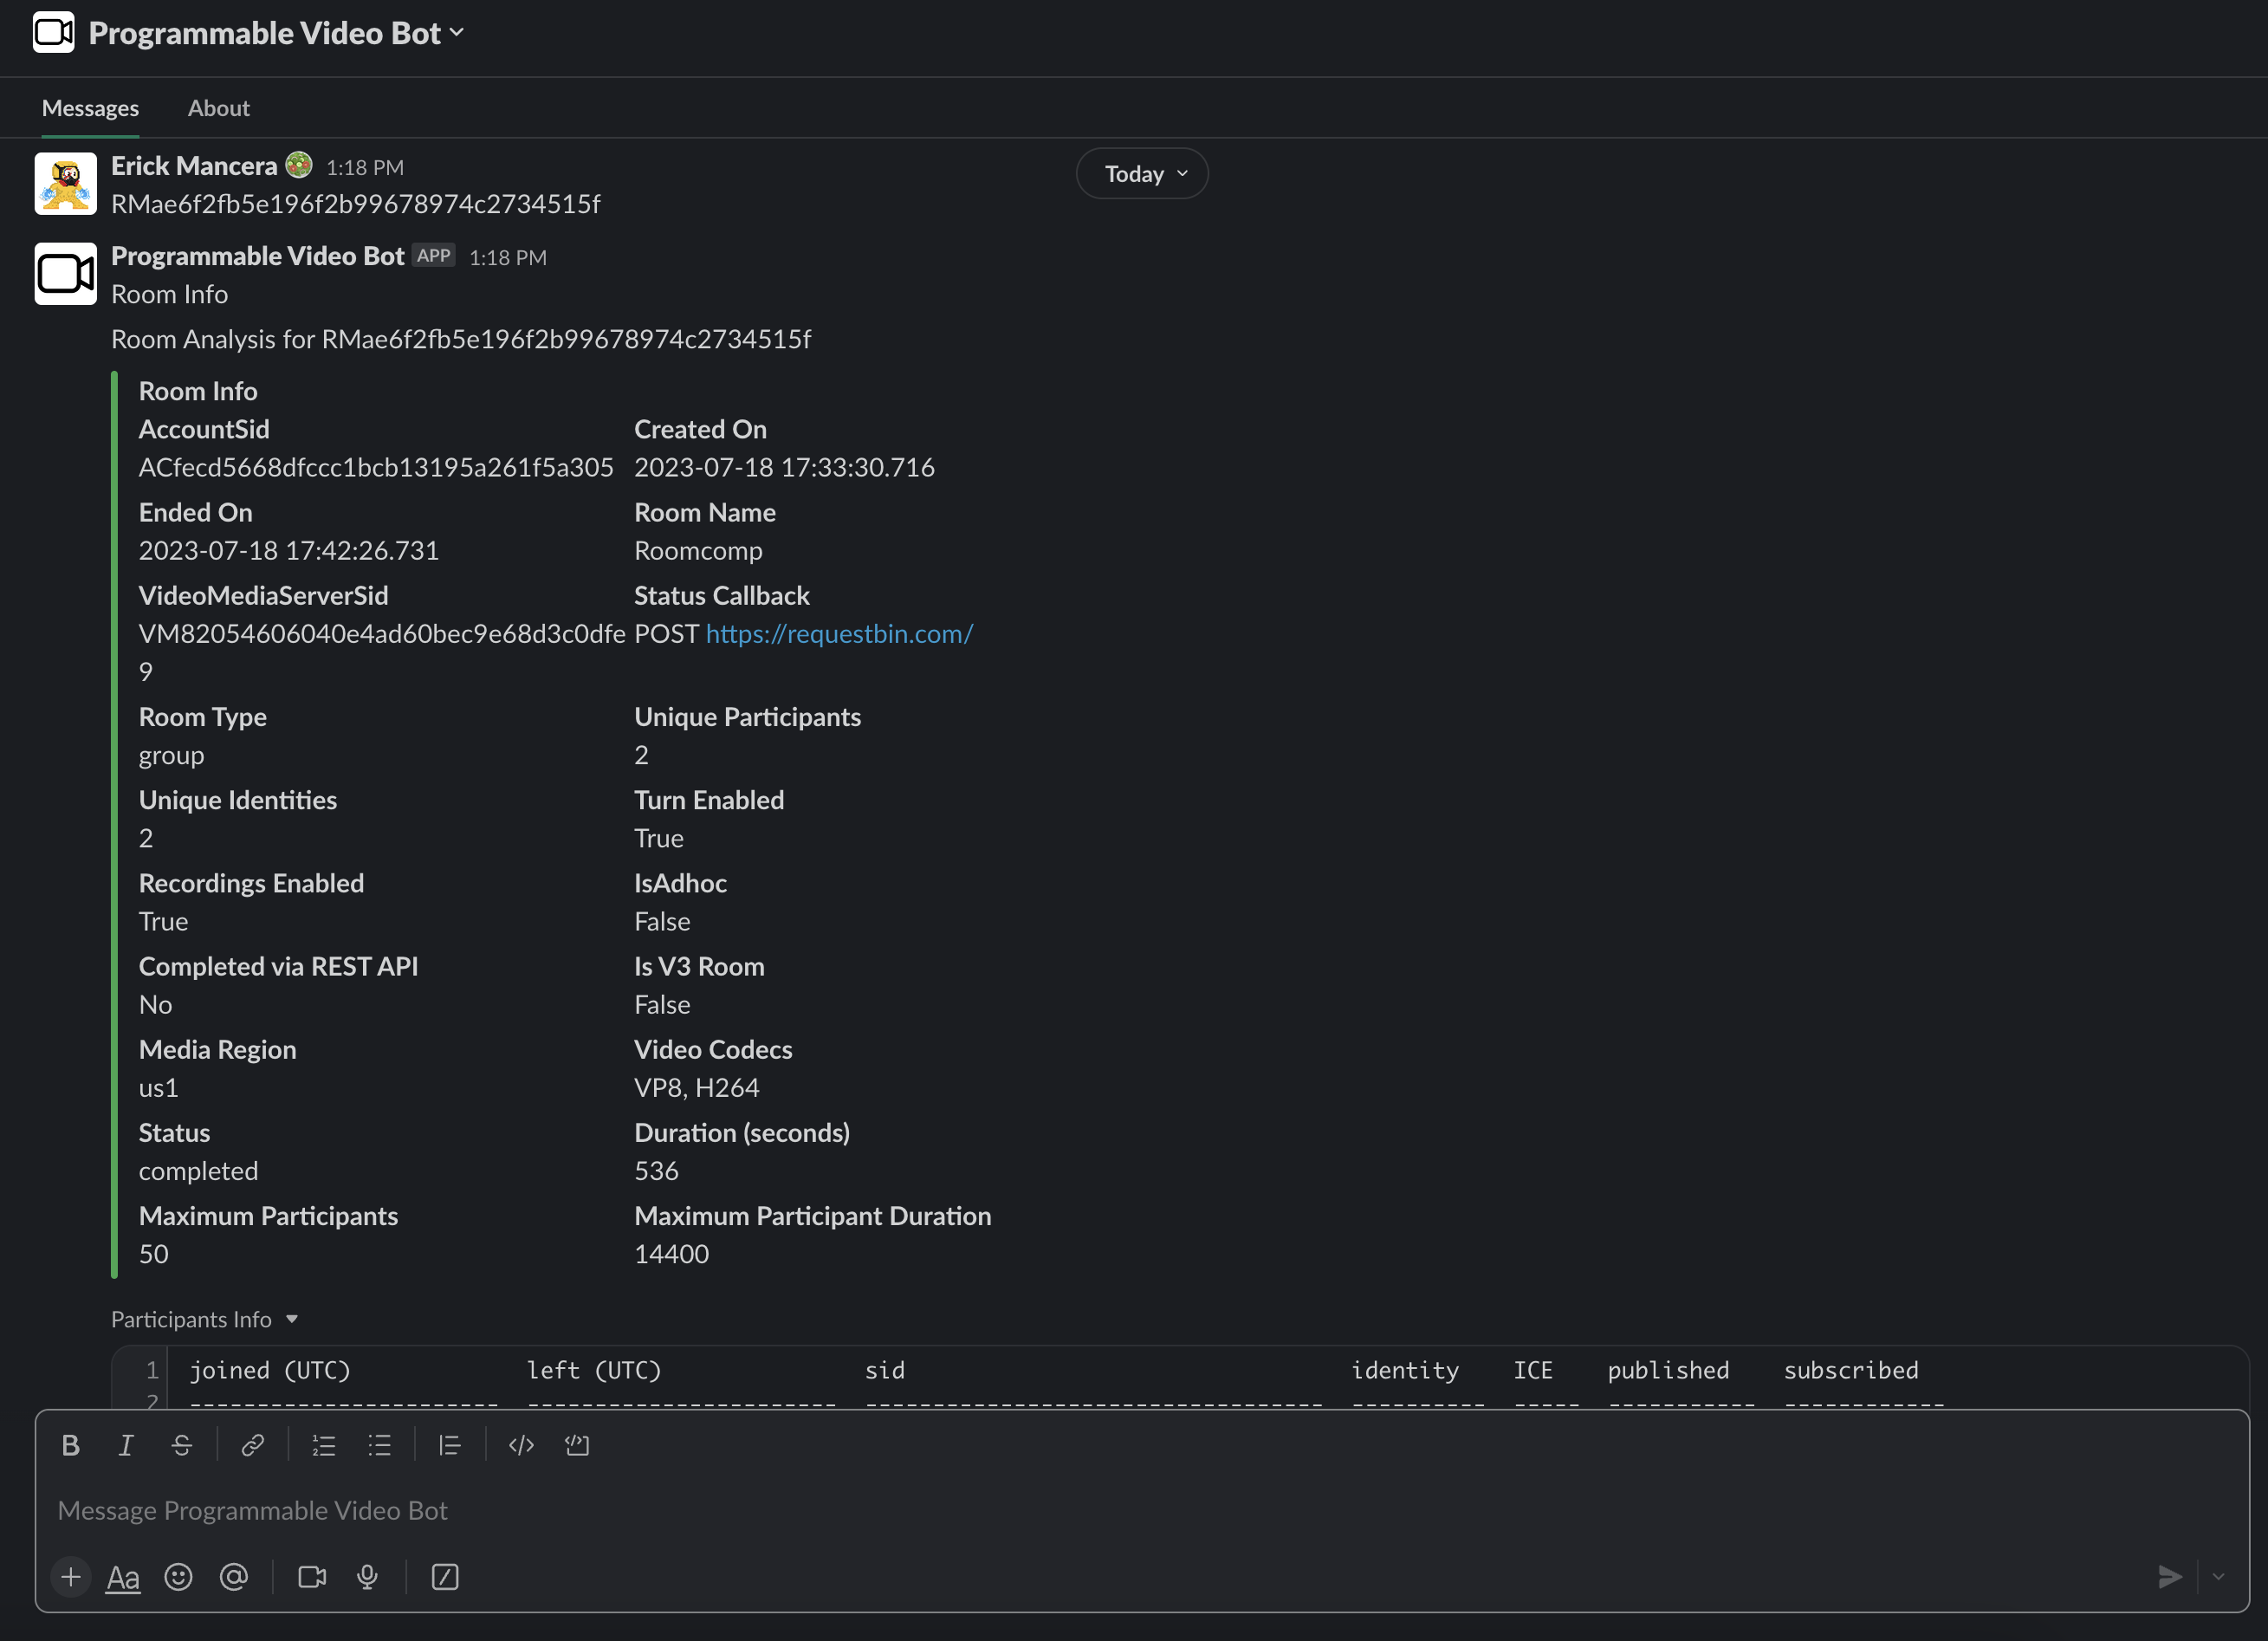 Programmable Video Bot
Messages About
Erick Mancera 1:18 PM
Today
RMae6f2fb5e196f2b99678974c2734515f
Programmable Video Bot APP 1:18 PM
Room Info
Room Analysis for RMae6f2fb5e196f2b99678974c2734515f
Room Info
AccountSid Created On
ACfecd5668dfccc1bcb13195a261f5a305 2023-07-18 17:33:30.716
Ended On Room Name
2023-07-18 17:42:26.731 Roomcomp
VideoMediaServerSid Status Callback
VM82054606040e4ad60bec9e68d3c0dfe POST https://requestbin.com/
9
Room Type Unique Participants
group 2
Unique Identities Turn Enabled
2 True
Recordings Enabled IsAdhoc
True False
Completed via REST API Is V3 Room
No False
Media Region Video Codecs
us1 VP8, H264
Status Duration (seconds)
completed 536
Maximum Participants Maximum Participant Duration
50 14400
Participants Info
1 joined (UTC) left (UTC) sid identity ICE published subscribed
2 ----------------------- ----------------------- ---------------------------------- ---------- ----- ----------- ------------
Message Programmable Video Bot
Aa